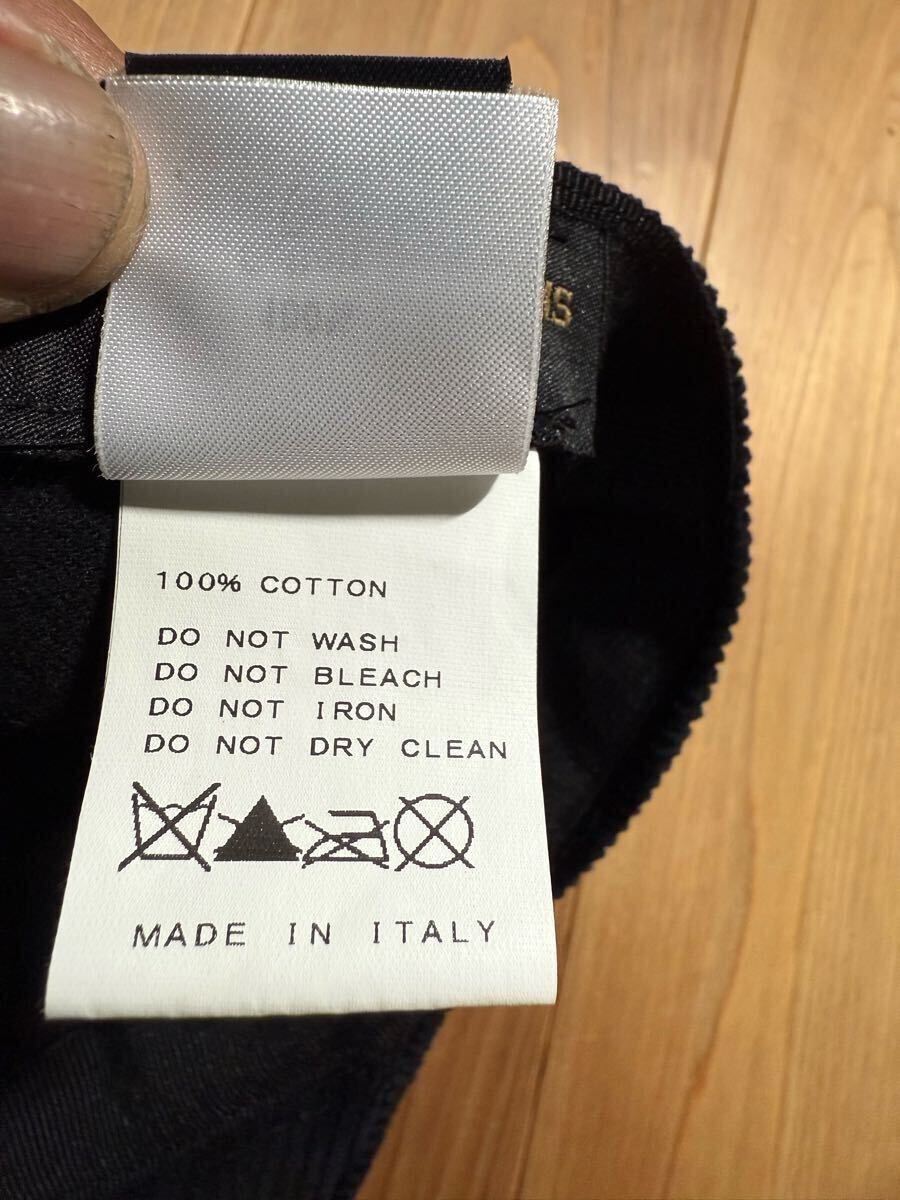 100% COTTON
DO NOT WASH
DO NOT BLEACH
DO NOT IRON
DO NOT DRY CLEAN
MADE IN ITALY